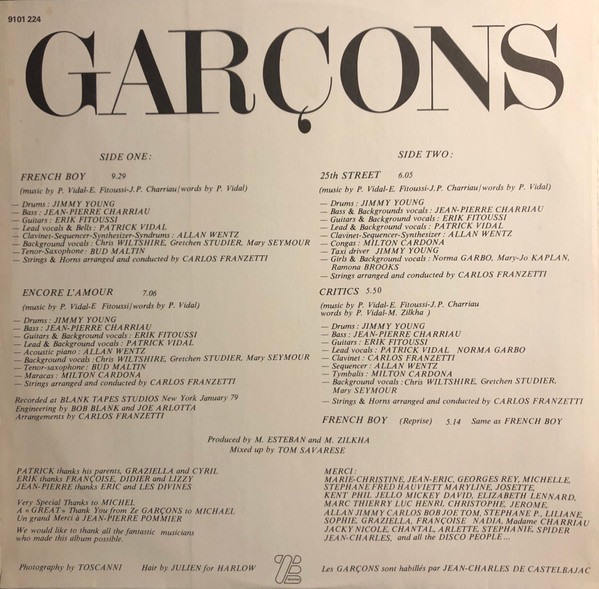 9101 224
GARÇONS
SIDE ONE:
FRENCH BOY 9.29
(music by P. Vidal-E. Fitoussi-J.P. Charriau/words by P. Vidal)
— Drums: JIMMY YOUNG
— Bass: JEAN-PIERRE CHARRIAU
— Guitars: ERIK FITOUSSI
— Lead vocals & Bells: PATRICK VIDAL
— Clavinet-Sequencer-Synthesizer-Syndrums: ALLAN WENTZ
— Background vocals: Chris WILTSHIRE, Gretchen STUDIER, Mary SEYMOUR
— Tenor-Saxophone: BUD MALTIN
— Strings & Horns arranged and conducted by CARLOS FRANZETTI
ENCORE L'AMOUR 7.06
(music by P. Vidal-E Fitoussi/words by P. Vidal)
— Drums: JIMMY YOUNG
— Bass: JEAN-PIERRE CHARRIAU
— Guitars & Background vocals: ERIK FITOUSSI
— Lead & Background vocals: PATRICK VIDAL
— Acoustic piano: ALLAN WENTZ
— Background vocals: Chris WILTSHIRE, Gretchen STUDIER, Mary SEYMOUR
— Tenor-saxophone: BUD MALTIN
— Maracas: MILTON CARDONA
— Strings arranged and conducted by CARLOS FRANZETTI
Recorded at BLANK TAPES STUDIOS New York January 79
Engineering by BOB BLANK and JOE ARLOTTA
Arrangements by CARLOS FRANZETTI
SIDE TWO:
25th STREET 6.05
(music by P. Vidal-E. Fitoussi-J.P. Charriau/words by P. Vidal)
— Drums: JIMMY YOUNG
— Bass & Backgrounds vocals: JEAN-PIERRE CHARRIAU
— Guitars & Background vocals: ERIK FITOUSSI
— Lead & Background vocals: PATRICK VIDAL
— Clavinet-Sequencer-Synthesizer: ALLAN WENTZ
— Congas: MILTON CARDONA
— Taxi driver JIMMY YOUNG
— Girls & Background vocals: Norma GARBO, Mary-Jo KAPLAN,
Ramona BROOKS
— Strings arranged and conducted by CARLOS FRANZETTI
CRITICS 5.50
(music by P. Vidal-E. Fitoussi-J.P. Charriau
words by P. Vidal-M. Zilkha)
— Drums: JIMMY YOUNG
— Bass: JEAN-PIERRE CHARRIAU
— Guitars: ERIK FITOUSSI
— Lead vocals: PATRICK VIDAL NORMA GARBO
— Clavinet: CARLOS FRANZETTI
— Sequencer: ALLAN WENTZ
— Tymbalis: MILTON CARDONA
— Background vocals: Chris WILTSHIRE, Gretchen STUDIER,
Mary SEYMOUR
— Strings & Horns arranged and conducted by CARLOS FRANZETTI
FRENCH BOY (Reprise) 5.14 Same as FRENCH BOY
Produced by M. ESTEBAN and M. ZILKHA
Mixed up by TOM SAVARESE
PATRICK thanks his parents, GRAZIELLA and CYRIL
ERIK thanks FRANÇOISE, DIDIER and LIZZY
JEAN-PIERRE thanks ERIC and LES DIVINES
Very Special Thanks to MICHEL
A «GREAT» Thank You from Ze GARÇONS to MICHAEL
Un grand Merci à JEAN-PIERRE POMMIER
We would like to thank all the fantastic musicians
who made this album possible.
MERCI:
MARIE-CHRISTINE, JEAN-ERIC, GEORGES REY, MICHELLE,
STEPHANE FRED HAUVIETT MARYLINE, JOSETTE,
KENT PHIL JELLO MICKEY DAVID, ELIZABETH LENNARD,
MARC THIERRY LUC HENRI, CHRISTOPHE, JEROME,
ALLAN JIMMY CARLOS BOB JOE TOM, STEPHANE P., LILIANE,
SOPHIE, GRAZIELLA, FRANÇOISE NADIA, Madame CHARRIAU
JACKY NICOLE, CHANTAL, ARLETTE, STEPHANIE, SPIDER
JEAN-CHARLES, and all the DISCO PEOPLE...
Photography by TOSCANNI Hair by JULIEN for HARLOW
Les GARÇONS sont habillés par JEAN-CHARLES DE CASTELBAJAC